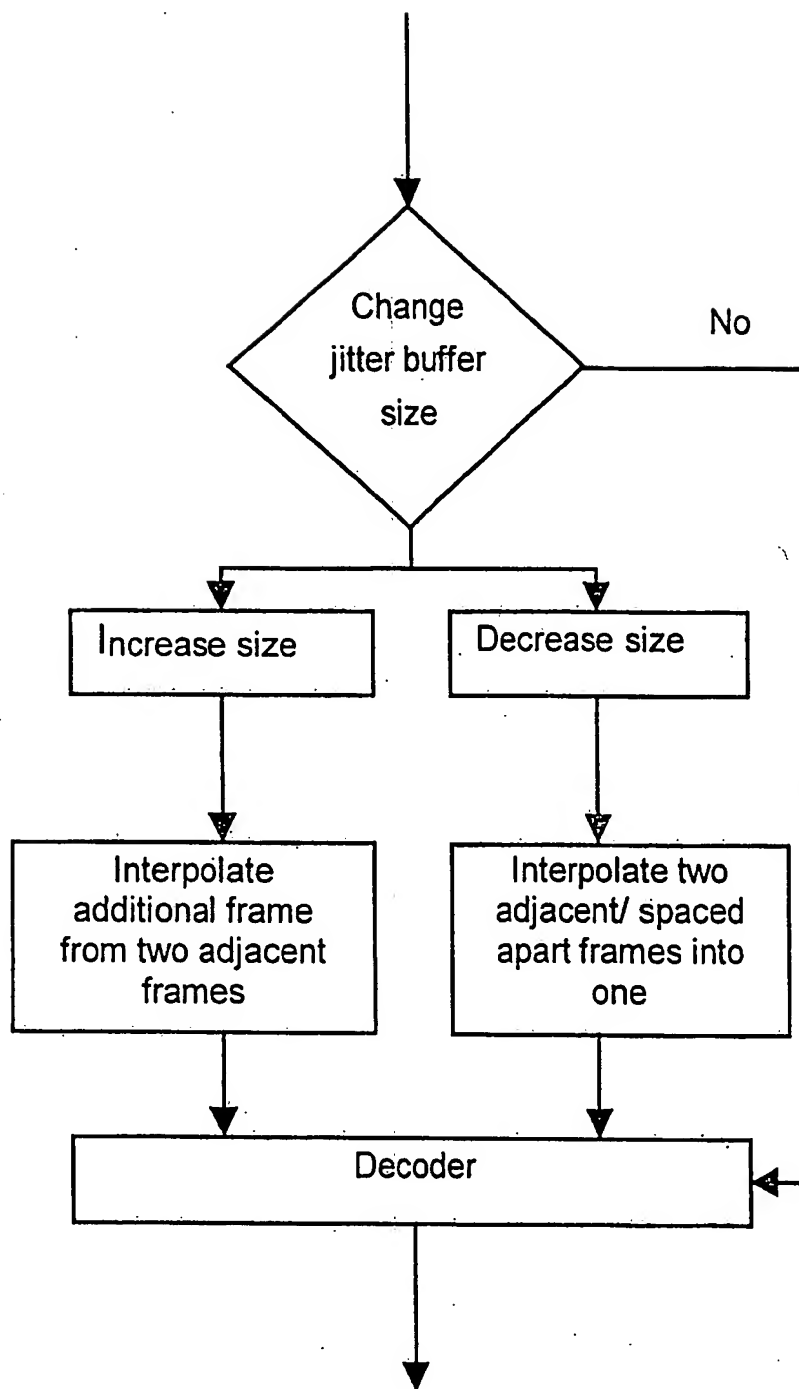 Change
jitter buffer
size
No
Increase size
Decrease size
Interpolate
additional frame
from two adjacent
frames
Interpolate two
adjacent/ spaced
apart frames into
one
Decoder